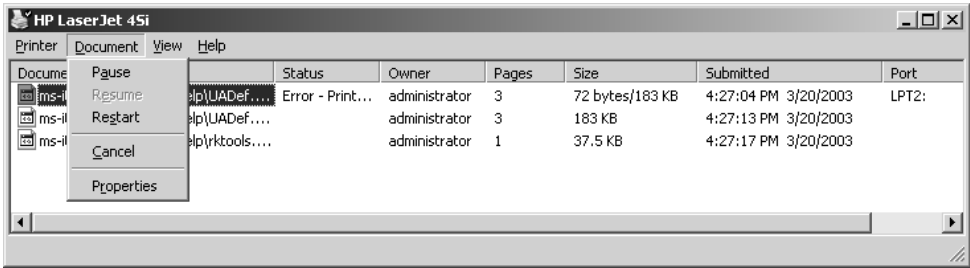 HP LaserJet 4Si
Printer Document View Help
Docume Status Owner Pages Size Submitted Port
Pause
ms-i elp\UADef.... Error - Print... administrator 3 72 bytes/183 KB 4:27:04 PM 3/20/2003 LPT2:
Resume
ms-i elp\UADef.... administrator 3 183 KB 4:27:13 PM 3/20/2003
Restart
ms-i elp\rktools.... administrator 1 37.5 KB 4:27:17 PM 3/20/2003
Cancel
Properties